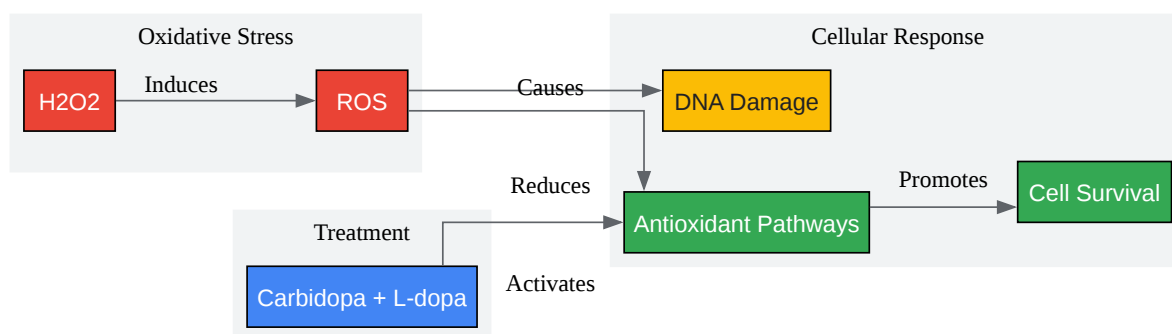 Oxidative Stress
Cellular Response
H2O2
Induces
ROS
Causes
DNA Damage
Reduces
Antioxidant Pathways
Promotes
Cell Survival
Treatment
Carbidopa + L-dopa
Activates